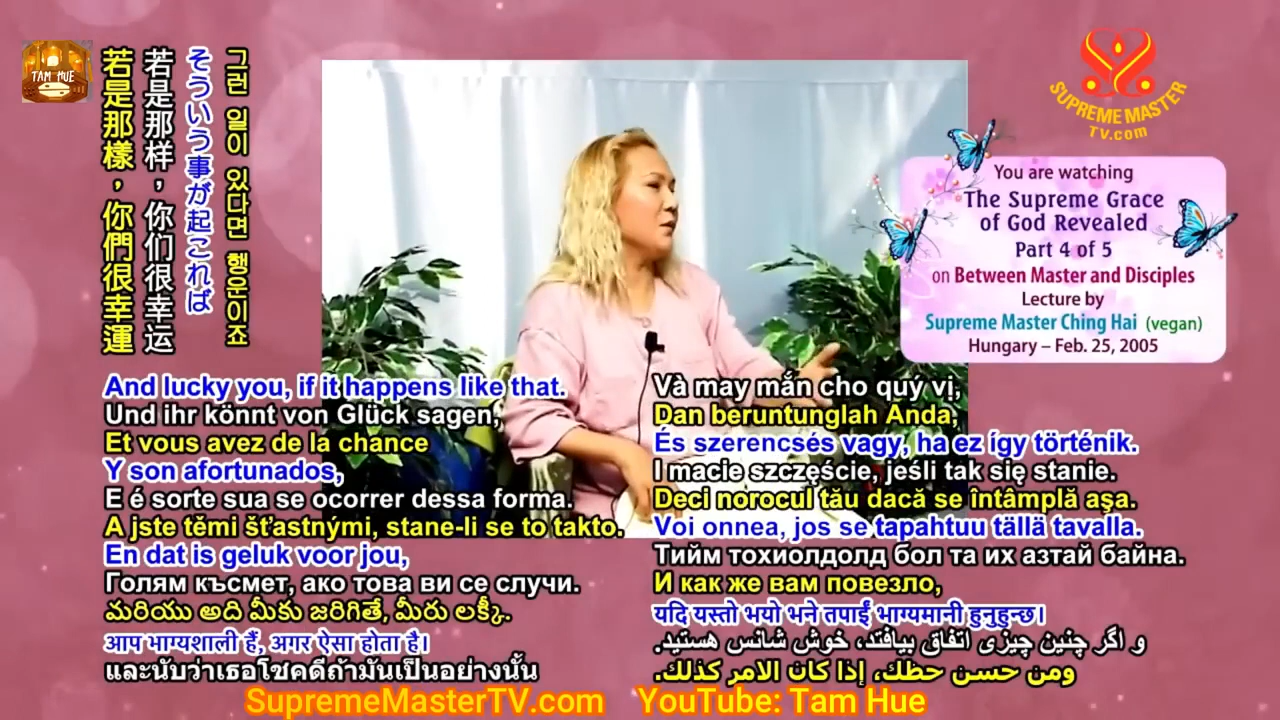 TAM HUE
若是那樣，你們很幸運
若是那样，你们很幸运
そういう事が起これば
그런 일이 있다면 행운이죠
SUPREME MASTER
TV.com
You are watching
The Supreme Grace
of God Revealed
Part 4 of 5
on Between Master and Disciples
Lecture by
Supreme Master Ching Hai (vegan)
Hungary – Feb. 25, 2005
And lucky you, if it happens like that.
Und ihr könnt von Glück sagen,
Et vous avez de la chance
Y son afortunados,
E é sorte sua se ocorrer dessa forma.
A jste těmi šťastnými, stane-li se to takto.
En dat is geluk voor jou,
Голям късмет, ако това ви се случи.
మరియు అది మీకు జరిగితే, మీరు లక్కీ.
आप भाग्यशाली हैं, अगर ऐसा होता है।
และนับว่าเธอโชคดีถ้ามันเป็นอย่างนั้น
Và may mắn cho quý vị,
Dan beruntunglah Anda,
És szerencsés vagy, ha ez így történik.
I macie szczęście, jeśli tak się stanie.
Deci norocul tău dacă se întâmplă aşa.
Voi onnea, jos se tapahtuu tällä tavalla.
Тийм тохиолдолд бол та их азтай байна.
И как же вам повезло,
यदि यस्तो भयो भने तपाईं भाग्यमानी हुनुहुन्छ।
و اگر چنین چیزی اتفاق بیافتد، خوش شانس هستید.
ومن حسن حظك، إذا كان الامر كذلك.
SupremeMasterTV.com YouTube: Tam Hue